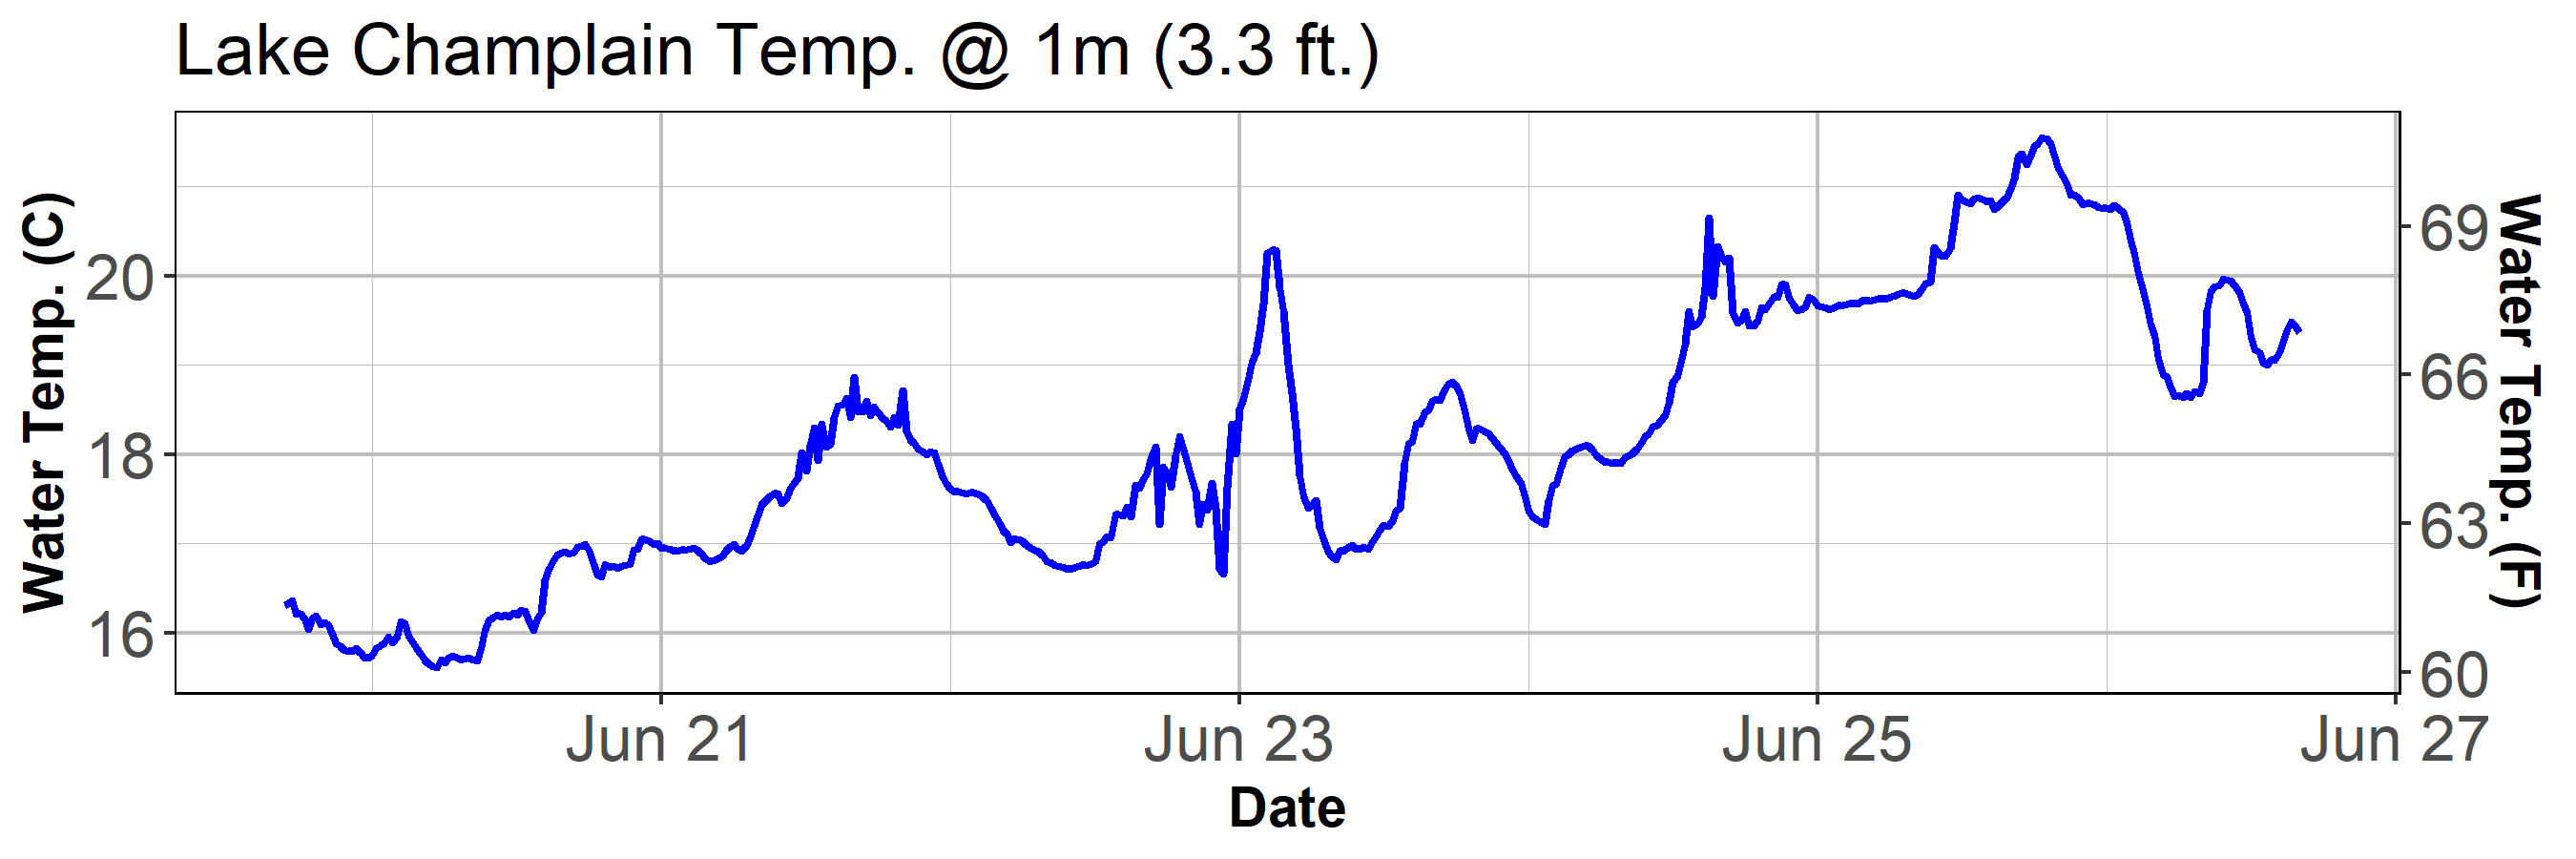 Lake Champlain Temp. @ 1m (3.3 ft.)
Water Temp. (C)
20
18
16
69
66
63
60
Water Temp. (F)
Jun 21
Jun 23
Jun 25
Jun 27
Date